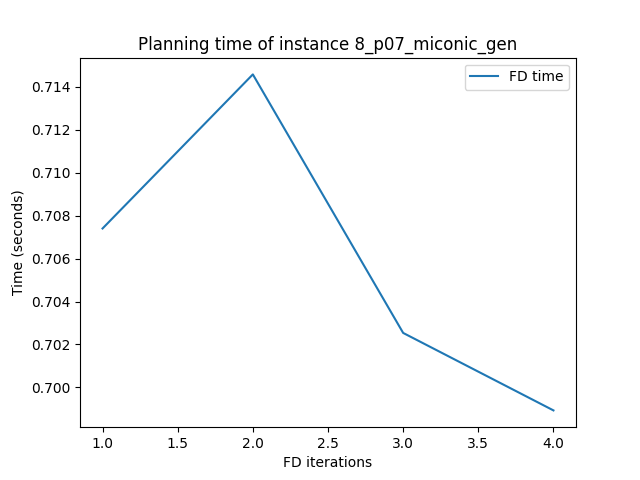 Planning time of instance 8_p07_miconic_gen
FD time
0.714
0.712
0.710
0.708
0.706
0.704
0.702
0.700
Time (seconds)
1.0 1.5 2.0 2.5 3.0 3.5 4.0
FD iterations